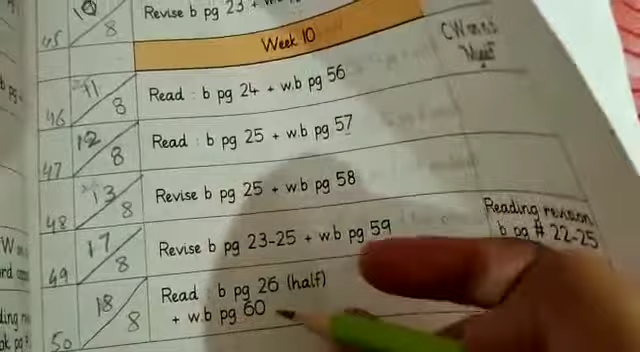 10/8
45
Revise b pg 23 +
Week 10
CW
46
11/8
Read : b pg 24 + w.b pg 56
47
12/8
Read : b pg 25 + w.b pg 57
48
13/8
Revise b pg 25 + w.b pg 58
49
17/8
Revise b pg 23-25 + w.b pg 59
Reading revision
b pg # 22-25
50
18/8
Read : b pg 26 (half)
+ w.b pg 60